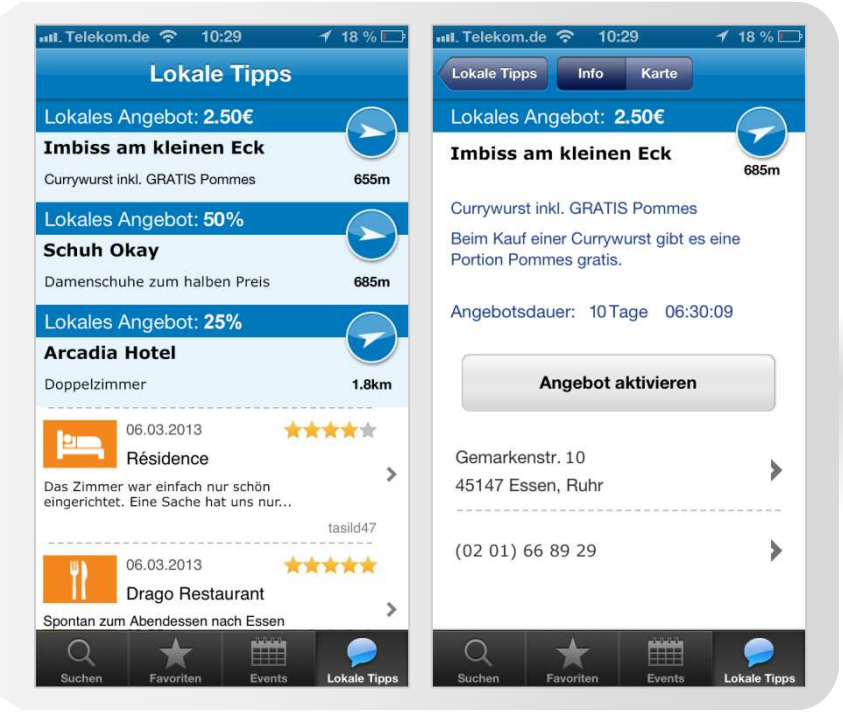 Telekom.de 10:29 18 %
Lokale Tipps
Lokales Angebot: 2.50€
Imbiss am kleinen Eck
Currywurst inkl. GRATIS Pommes 655m
Lokales Angebot: 50%
Schuh Okay
Damenschuhe zum halben Preis 685m
Lokales Angebot: 25%
Arcadia Hotel
Doppelzimmer 1.8km
06.03.2013
Résidence
Das Zimmer war einfach nur schön
eingerichtet. Eine Sache hat uns nur...
tasild47
06.03.2013
Drago Restaurant
Spontan zum Abendessen nach Essen
Suchen Favoriten Events Lokale Tipps
Telekom.de 10:29 18 %
Lokale Tipps Info Karte
Lokales Angebot: 2.50€
Imbiss am kleinen Eck
685m
Currywurst inkl. GRATIS Pommes
Beim Kauf einer Currywurst gibt es eine
Portion Pommes gratis.
Angebotsdauer: 10 Tage 06:30:09
Angebot aktivieren
Gemarkenstr. 10
45147 Essen, Ruhr
(02 01) 66 89 29
Suchen Favoriten Events Lokale Tipps